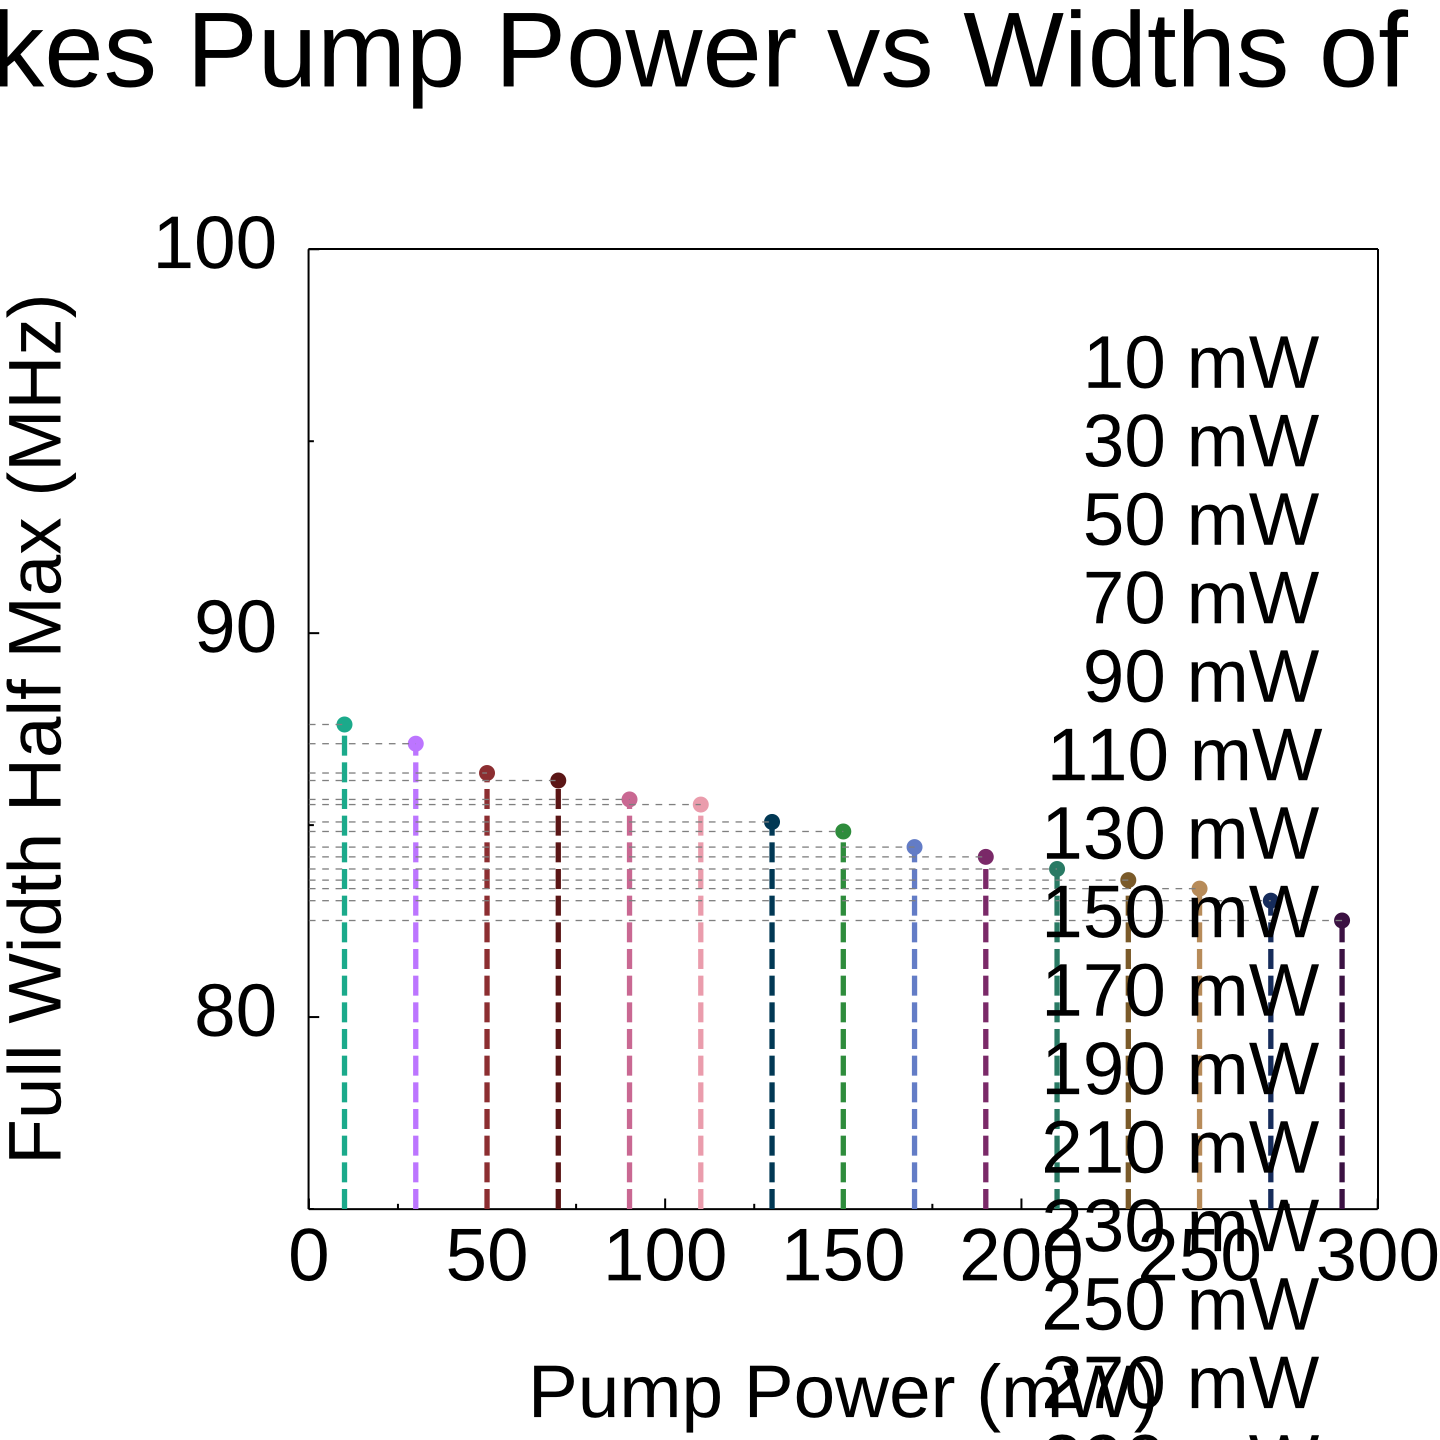 kes Pump Power vs Widths of
100
90
80
Full Width Half Max (MHz)
10 mW
30 mW
50 mW
70 mW
90 mW
110 mW
130 mW
150 mW
170 mW
190 mW
210 mW
230 mW
0 50 100 150 200 250 300
250 mW
270 mW
Pump Power (mW)